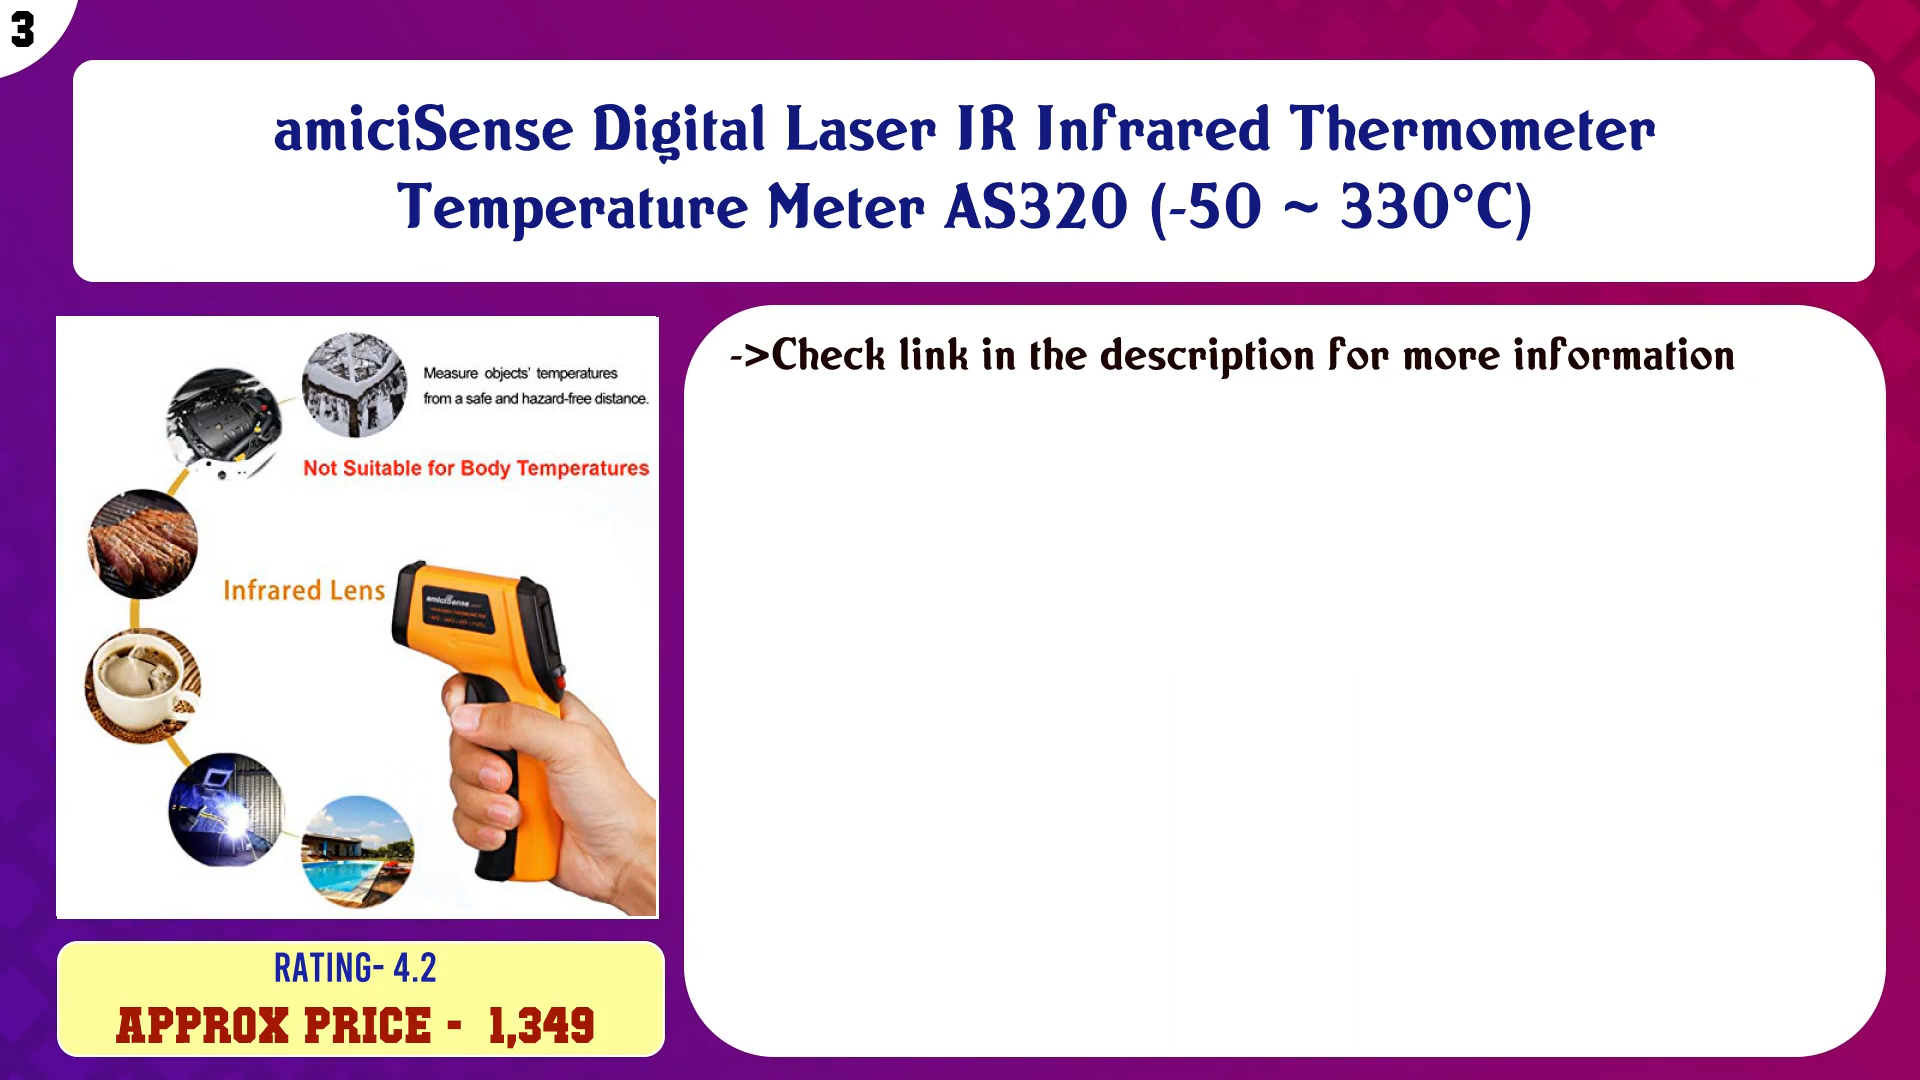 3
amiciSense Digital Laser IR Infrared Thermometer
Temperature Meter AS320 (-50 ~ 330°C)
Measure objects' temperatures
from a safe and hazard-free distance.
Not Suitable for Body Temperatures
Infrared Lens
amiciSense
->Check link in the description for more information
RATING- 4.2
APPROX PRICE - 1,349